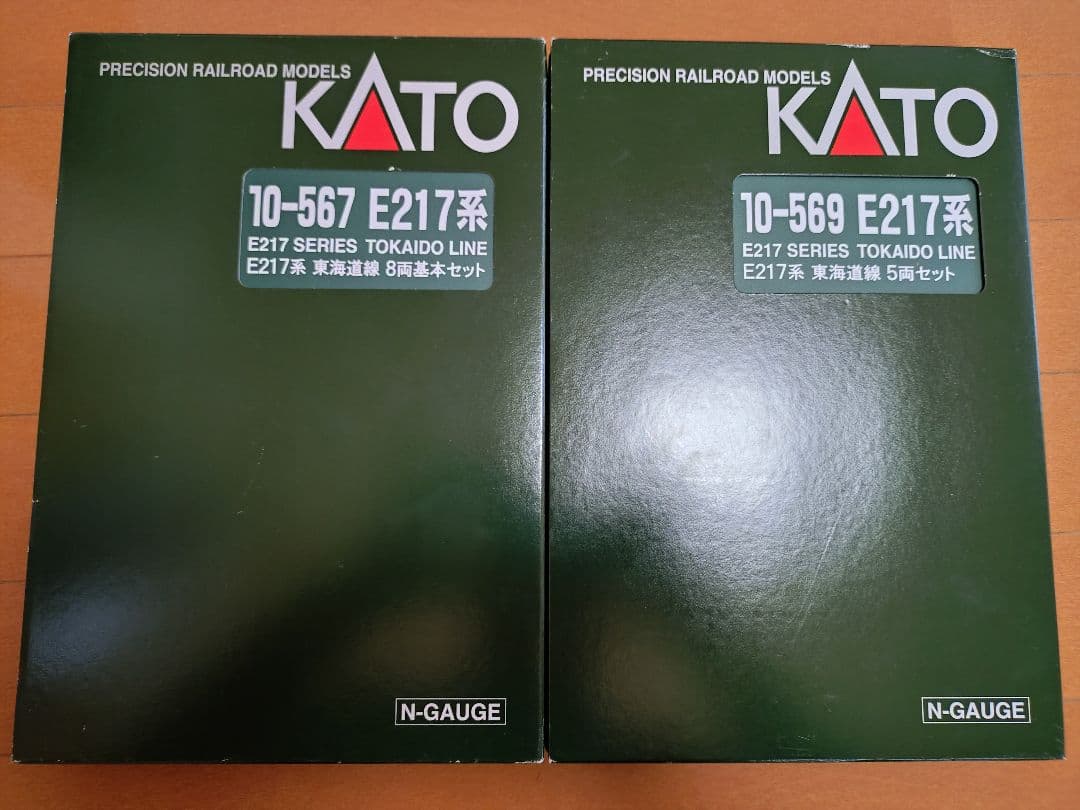 PRECISION RAILROAD MODELS
KATO
10-567 E217系
E217 SERIES TOKAIDO LINE
E217系 東海道線 8両基本セット
N-GAUGE
PRECISION RAILROAD MODELS
KATO
10-569 E217系
E217 SERIES TOKAIDO LINE
E217系 東海道線 5両セット
N-GAUGE